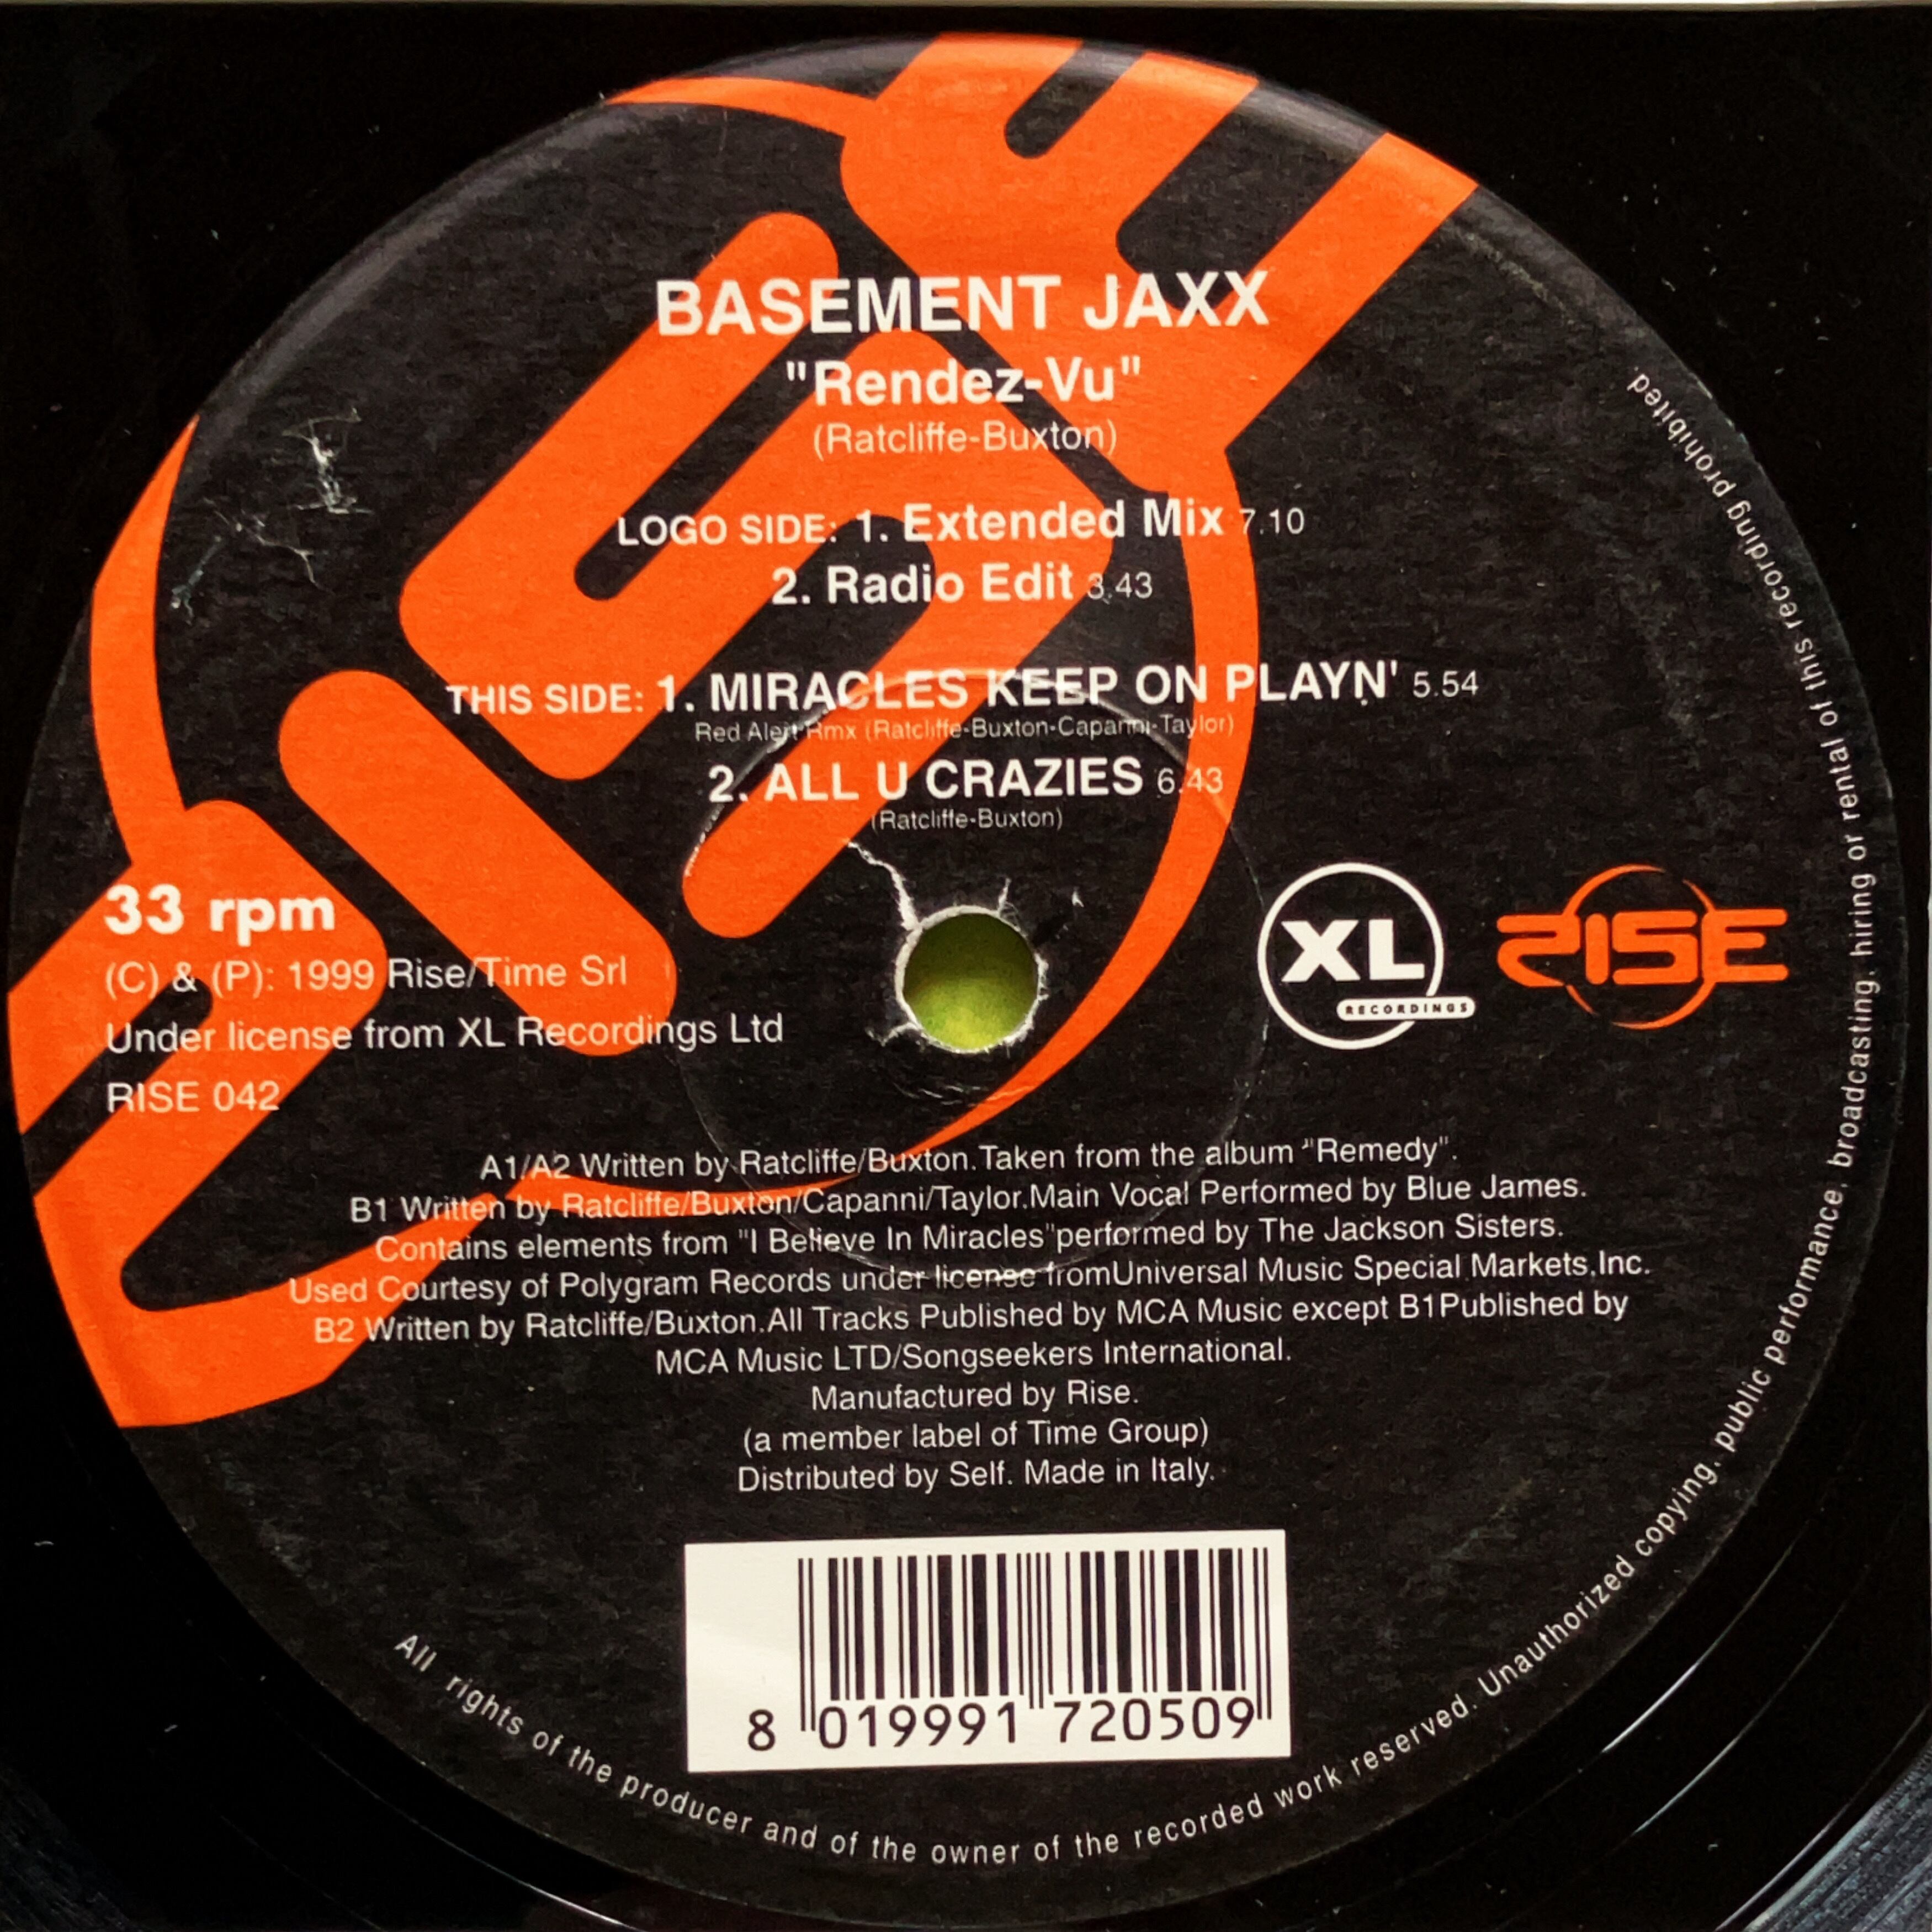 BASEMENT JAXX
"Rendez-Vu"
(Ratcliffe-Buxton)
LOGO SIDE: 1. Extended Mix 7.10
2. Radio Edit 3.43
THIS SIDE: 1. MIRACLES KEEP ON PLAYN' 5.54
Red Alert Rmx (Ratcliffe-Buxton-Capanni-Taylor)
2. ALL U CRAZIES 6.43
(Ratcliffe-Buxton)
33 rpm
(C) & (P): 1999 Rise/Time Srl
Under license from XL Recordings Ltd
RISE 042
XL
RECORDINGS
RISE
A1/A2 Written by Ratcliffe/Buxton.Taken from the album "Remedy".
B1 Written by Ratcliffe/Buxton/Capanni/Taylor.Main Vocal Performed by Blue James.
Contains elements from "I Believe In Miracles"performed by The Jackson Sisters.
Used Courtesy of Polygram Records under license fromUniversal Music Special Markets,Inc.
B2 Written by Ratcliffe/Buxton.All Tracks Published by MCA Music except B1Published by
MCA Music LTD/Songseekers International.
Manufactured by Rise.
(a member label of Time Group)
Distributed by Self. Made in Italy.
8 019991 720509
All rights of the producer and of the owner of the recorded work reserved. Unauthorized copying, public performance, broadcasting, hiring or rental of this recording prohibited.
RISE